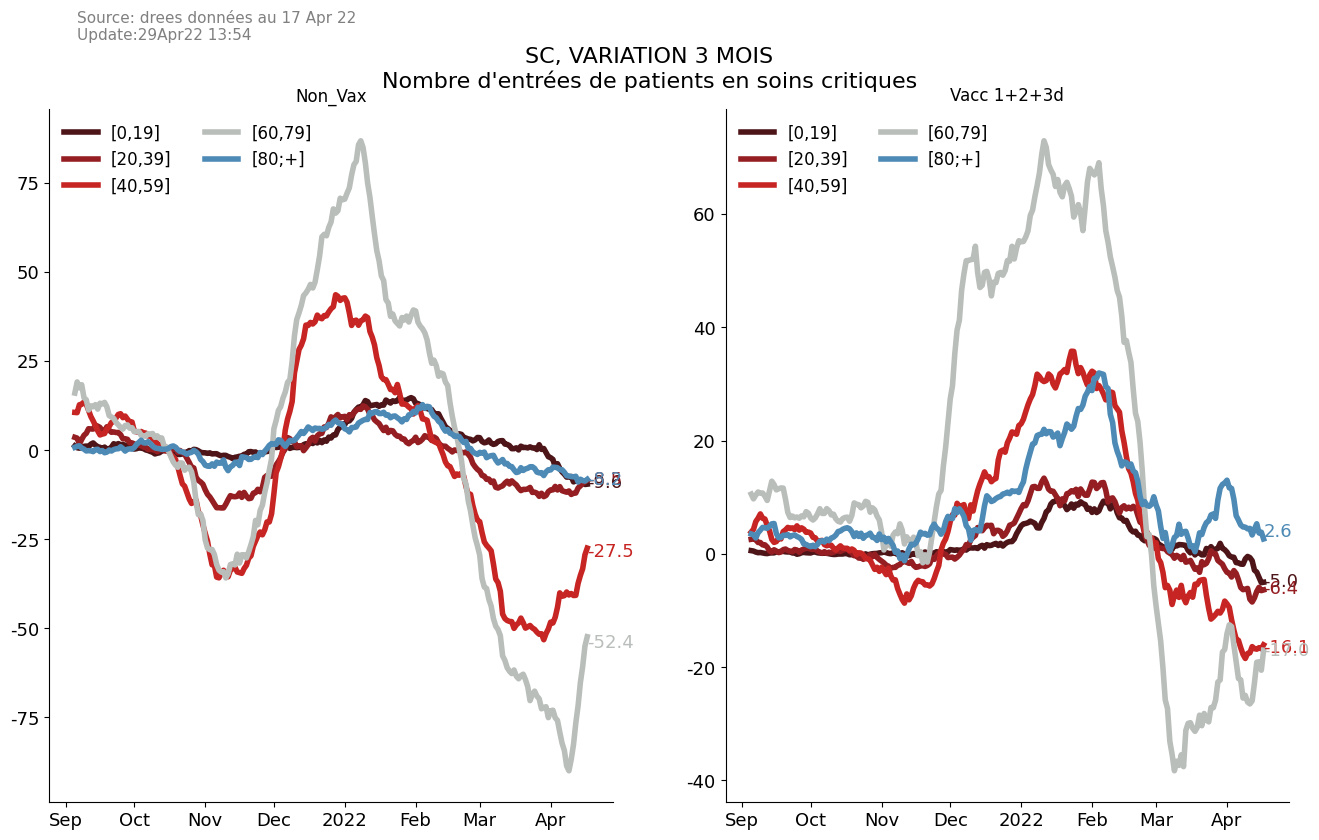 Source: drees données au 17 Apr 22
Update:29Apr22 13:54
SC, VARIATION 3 MOIS
Nombre d'entrées de patients en soins critiques
Non_Vax
[0,19]
[20,39]
[40,59]
[60,79]
[80;+]
75
50
25
0
-25
-50
-75
-27.5
-52.4
Sep
Oct
Nov
Dec
2022
Feb
Mar
Apr
Vacc 1+2+3d
[0,19]
[20,39]
[40,59]
[60,79]
[80;+]
60
40
20
0
-20
-40
2.6
-5.0
-6.4
-16.1
Sep
Oct
Nov
Dec
2022
Feb
Mar
Apr